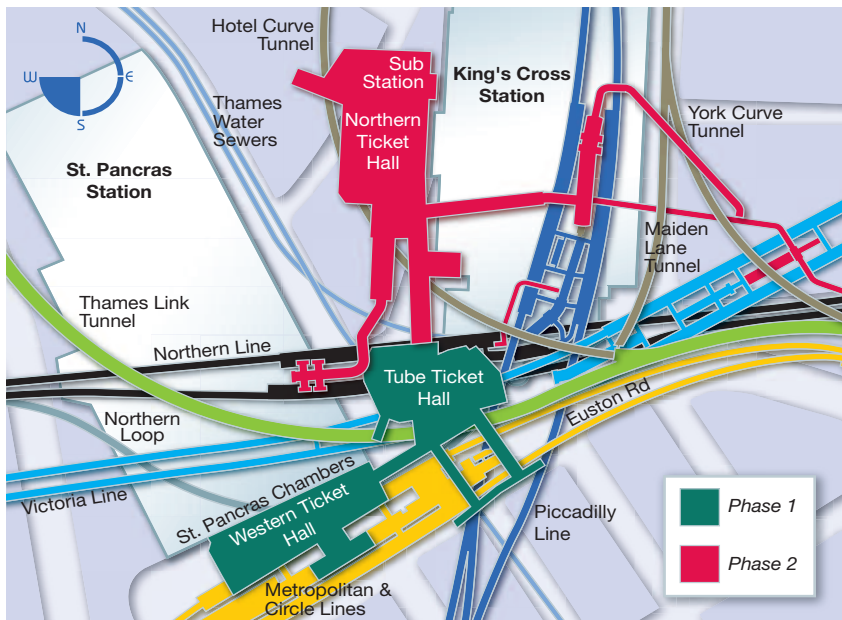 Hotel Curve
Tunnel
N
W
E
S
Sub
Station
King's Cross
Station
Thames
Water
Sewers
Northern
Ticket
Hall
York Curve
Tunnel
St. Pancras
Station
Maiden
Lane
Tunnel
Thames Link
Tunnel
Northern Line
Tube Ticket
Hall
Euston Rd
Northern
Loop
Victoria Line
St. Pancras Chambers
Western Ticket
Hall
Piccadilly
Line
Metropolitan &
Circle Lines
Phase 1
Phase 2